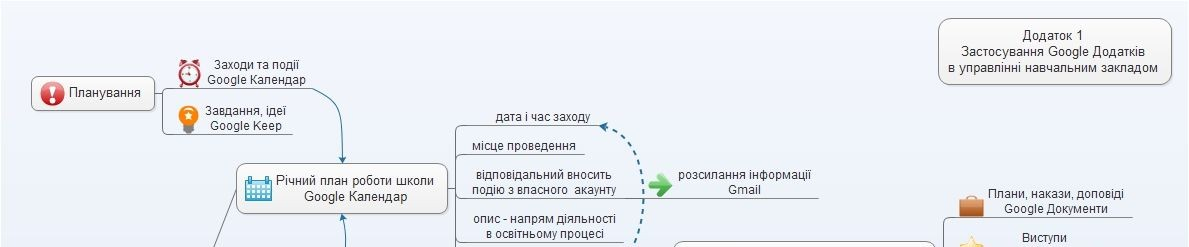 Додаток 1
Застосування Google Додатків
в управлінні навчальним закладом
Планування
Заходи та події
Google Календар
Завдання, ідеї
Google Keep
Річний план роботи школи
Google Календар
дата і час заходу
місце проведення
відповідальний вносить
подію з власного акаунту
опис - напрям діяльності
в освітньому процесі
розсилання інформації
Gmail
Плани, накази, доповіді
Google Документи
Виступи